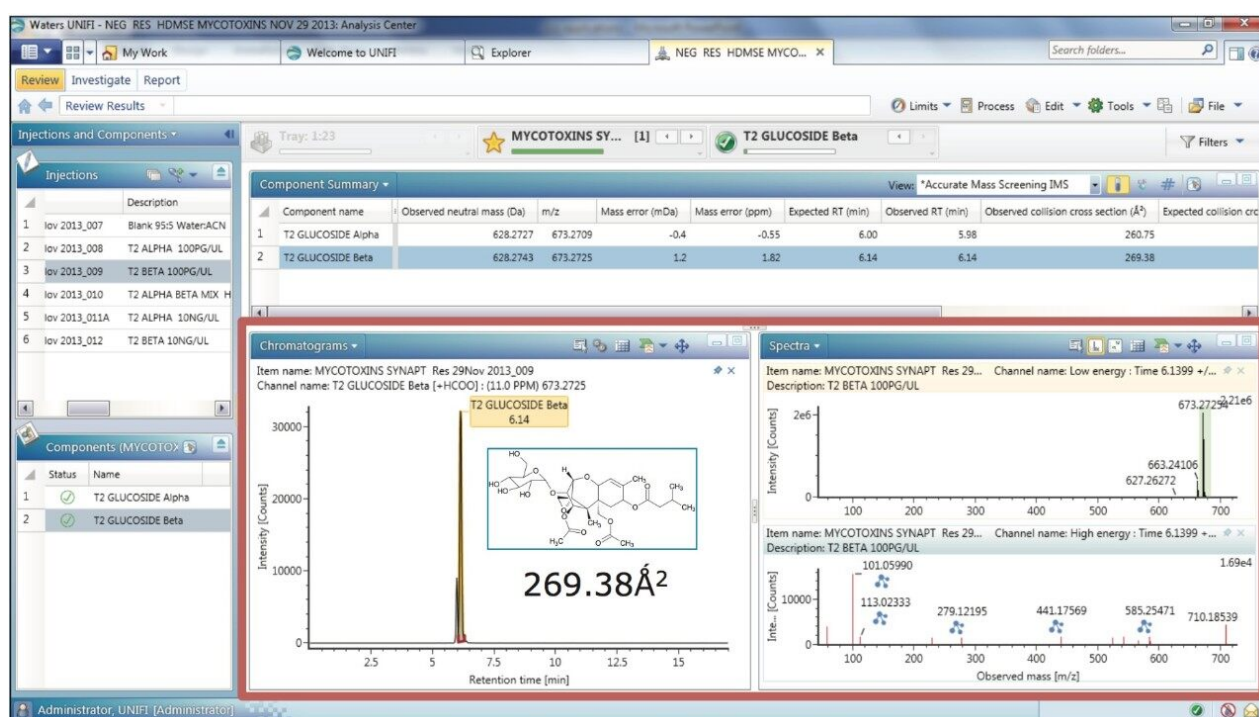 Waters UNIFI - NEG RES HDMSE MYCOTOXINS NOV 29 2013: Analysis Center
My Work
Welcome to UNIFI
Explorer
NEG RES HDMSE MYCO... ×
Search folders...
Review Investigate Report
Review Results
Limits Process Edit Tools File
Injections and Components
Tray: 1:23
MYCOTOXINS SY... [1]
T2 GLUCOSIDE Beta
Filters
Injections
Description
1 lov 2013_007 Blank 95:5 Water:ACN
2 lov 2013_008 T2 ALPHA 100PG/UL
3 lov 2013_009 T2 BETA 100PG/UL
4 lov 2013_010 T2 ALPHA BETA MIX H
5 lov 2013_011A T2 ALPHA 10NG/UL
6 lov 2013_012 T2 BETA 10NG/UL
Component Summary
View: *Accurate Mass Screening IMS
Component name Observed neutral mass (Da) m/z Mass error (mDa) Mass error (ppm) Expected RT (min) Observed RT (min) Observed collision cross section (Å²) Expected collision cro
1 T2 GLUCOSIDE Alpha 628.2727 673.2709 -0.4 -0.55 6.00 5.98 260.75
2 T2 GLUCOSIDE Beta 628.2743 673.2725 1.2 1.82 6.14 6.14 269.38
Components (MYCOTOX
Status Name
1 T2 GLUCOSIDE Alpha
2 T2 GLUCOSIDE Beta
Chromatograms
Item name: MYCOTOXINS SYNAPT Res 29Nov 2013_009
Channel name: T2 GLUCOSIDE Beta [+HCOO] : (11.0 PPM) 673.2725
T2 GLUCOSIDE Beta
6.14
30000
20000
10000
0
Intensity [Counts]
HO
HO
HO
HO
OH
O
O
H
O
CH₃
O
O
CH₃
CH₃
O
CH₃
O
O
H₃C
O
CH₃
269.38Å²
2.5 5 7.5 10 12.5 15
Retention time [min]
Spectra
Item name: MYCOTOXINS SYNAPT Res 29... Channel name: Low energy : Time 6.1399 +/...
Description: T2 BETA 100PG/UL
2.21e6
673.27254
663.24106
627.26272
2e6
0
Intensity [Counts]
100 200 300 400 500 600 700
Item name: MYCOTOXINS SYNAPT Res 29... Channel name: High energy : Time 6.1399 +...
Description: T2 BETA 100PG/UL
1.69e4
101.05990
113.02333
279.12195
441.17569
585.25471
710.18539
10000
0
Inte... [Counts]
100 200 300 400 500 600 700
Observed mass [m/z]
Administrator, UNIFI [Administrator]